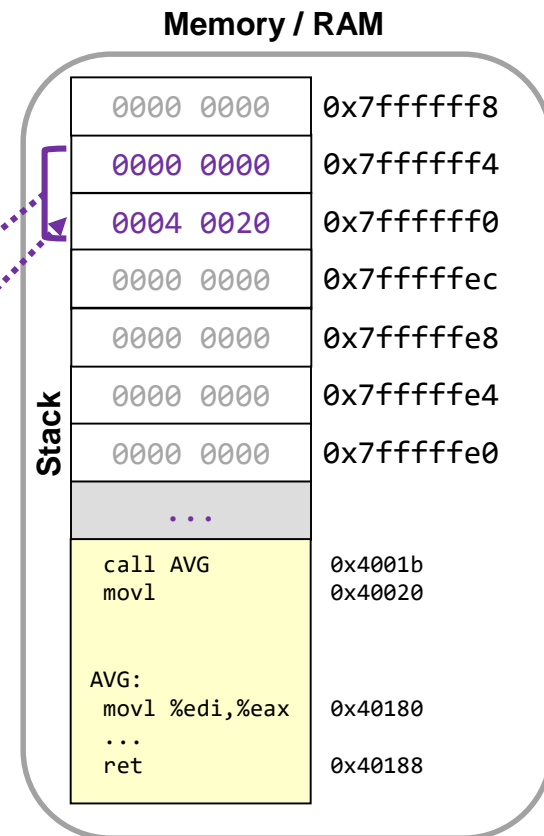 Memory / RAM
0000 0000 0x7ffffff8
0000 0000 0x7ffffff4
0004 0020 0x7ffffff0
0000 0000 0x7fffffec
0000 0000 0x7fffffe8
0000 0000 0x7fffffe4
0000 0000 0x7fffffe0
Stack
...
call AVG 0x4001b
movl 0x40020
AVG:
movl %edi,%eax 0x40180
...
ret 0x40188